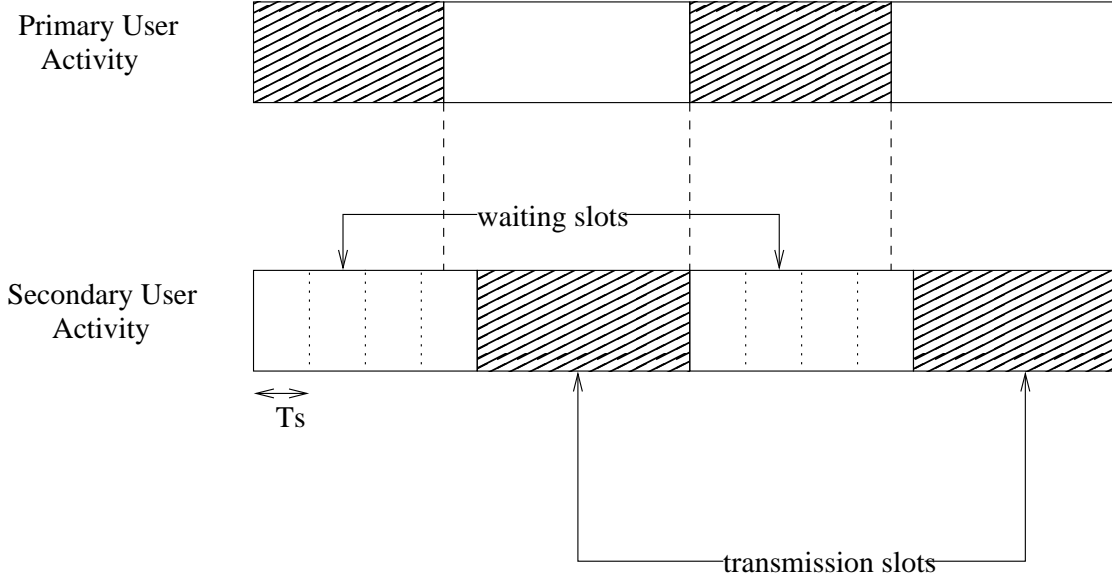 Primary User
Activity
waiting slots
Secondary User
Activity
Ts
transmission slots